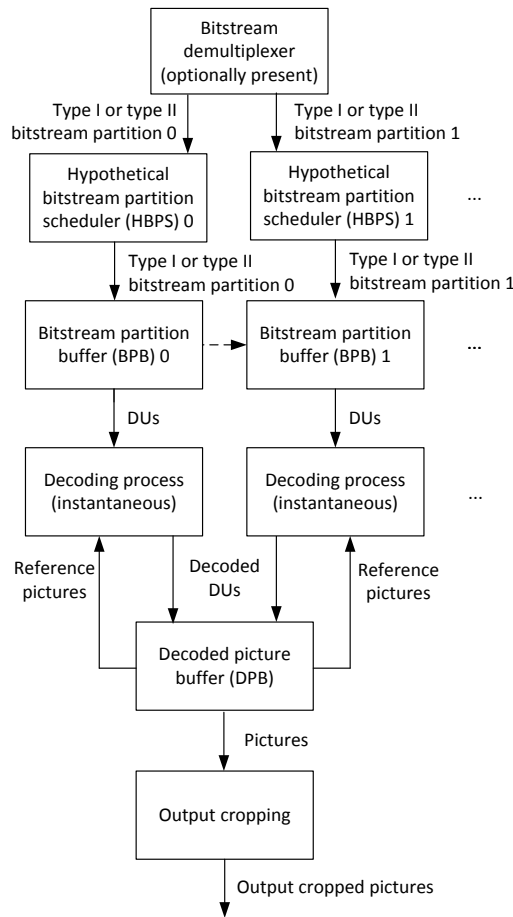 Bitstream
demultiplexer
(optionally present)
Type I or type II
bitstream partition 0
Type I or type II
bitstream partition 1
Hypothetical
bitstream partition
scheduler (HBPS) 0
Hypothetical
bitstream partition
scheduler (HBPS) 1
...
Type I or type II
bitstream partition 0
Type I or type II
bitstream partition 1
Bitstream partition
buffer (BPB) 0
Bitstream partition
buffer (BPB) 1
...
DUs
DUs
Decoding process
(instantaneous)
Decoding process
(instantaneous)
...
Reference
pictures
Decoded
DUs
Reference
pictures
Decoded picture
buffer (DPB)
Pictures
Output cropping
Output cropped pictures